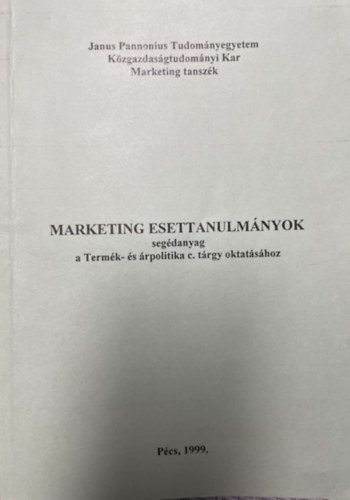 Janus Pannonius Tudományegyetem
Közgazdaságtudományi Kar
Marketing tanszék
MARKETING ESETTANULMÁNYOK
segédanyag
a Termék- és árpolitika c. tárgy oktatásához
Pécs, 1999.